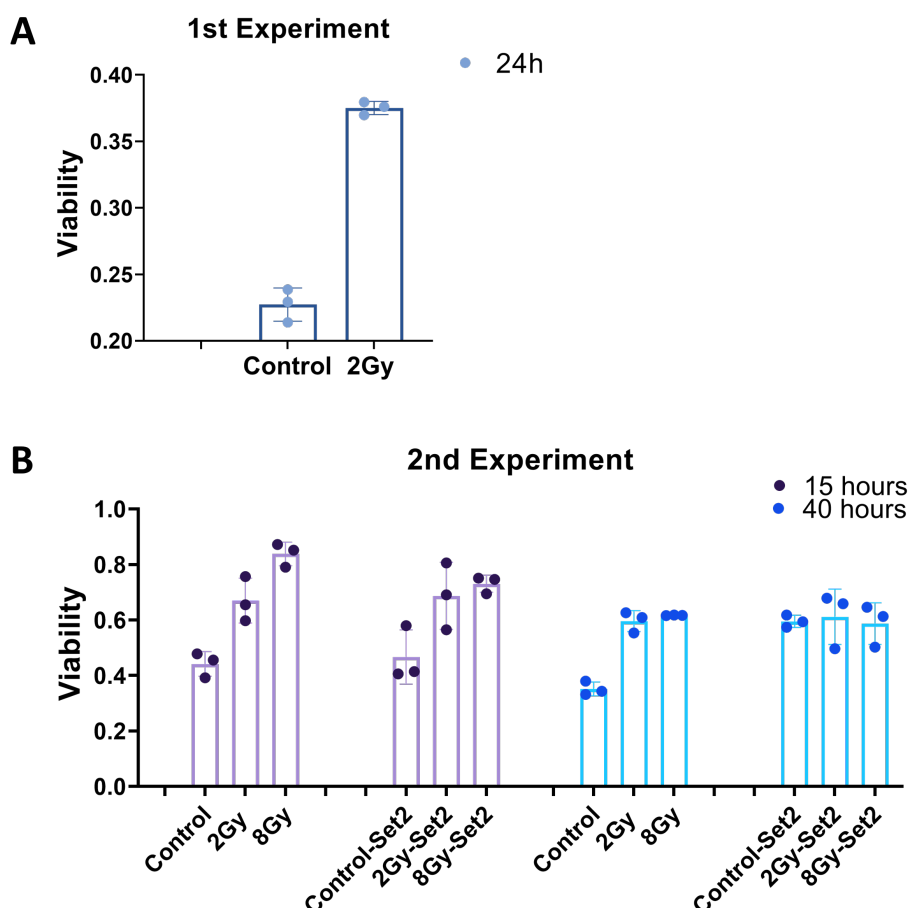 A
1st Experiment
24h
0.40
0.35
0.30
0.25
0.20
Viability
Control 2Gy
B
2nd Experiment
15 hours
40 hours
1.0
0.8
0.6
0.4
0.2
0.0
Viability
Control
2Gy
8Gy
Control-Set2
2Gy-Set2
8Gy-Set2
Control
2Gy
8Gy
Control-Set2
2Gy-Set2
8Gy-Set2